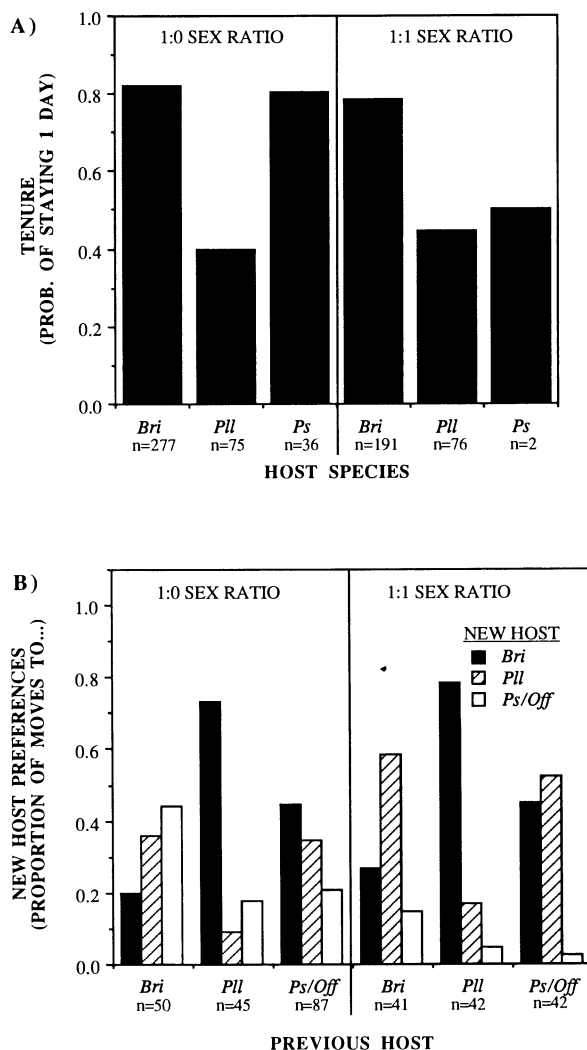 A)
1:0 SEX RATIO 1:1 SEX RATIO
TENURE
(PROB. OF STAYING 1 DAY)
1.0
0.8
0.6
0.4
0.2
0.0
Bri Pll Ps Bri Pll Ps
n=277 n=75 n=36 n=191 n=76 n=2
HOST SPECIES
B)
1:0 SEX RATIO 1:1 SEX RATIO
NEW HOST PREFERENCES
(PROPORTION OF MOVES TO...)
1.0
0.8
0.6
0.4
0.2
0.0
NEW HOST
Bri
Pll
Ps/Off
Bri Pll Ps/Off Bri Pll Ps/Off
n=50 n=45 n=87 n=41 n=42 n=42
PREVIOUS HOST